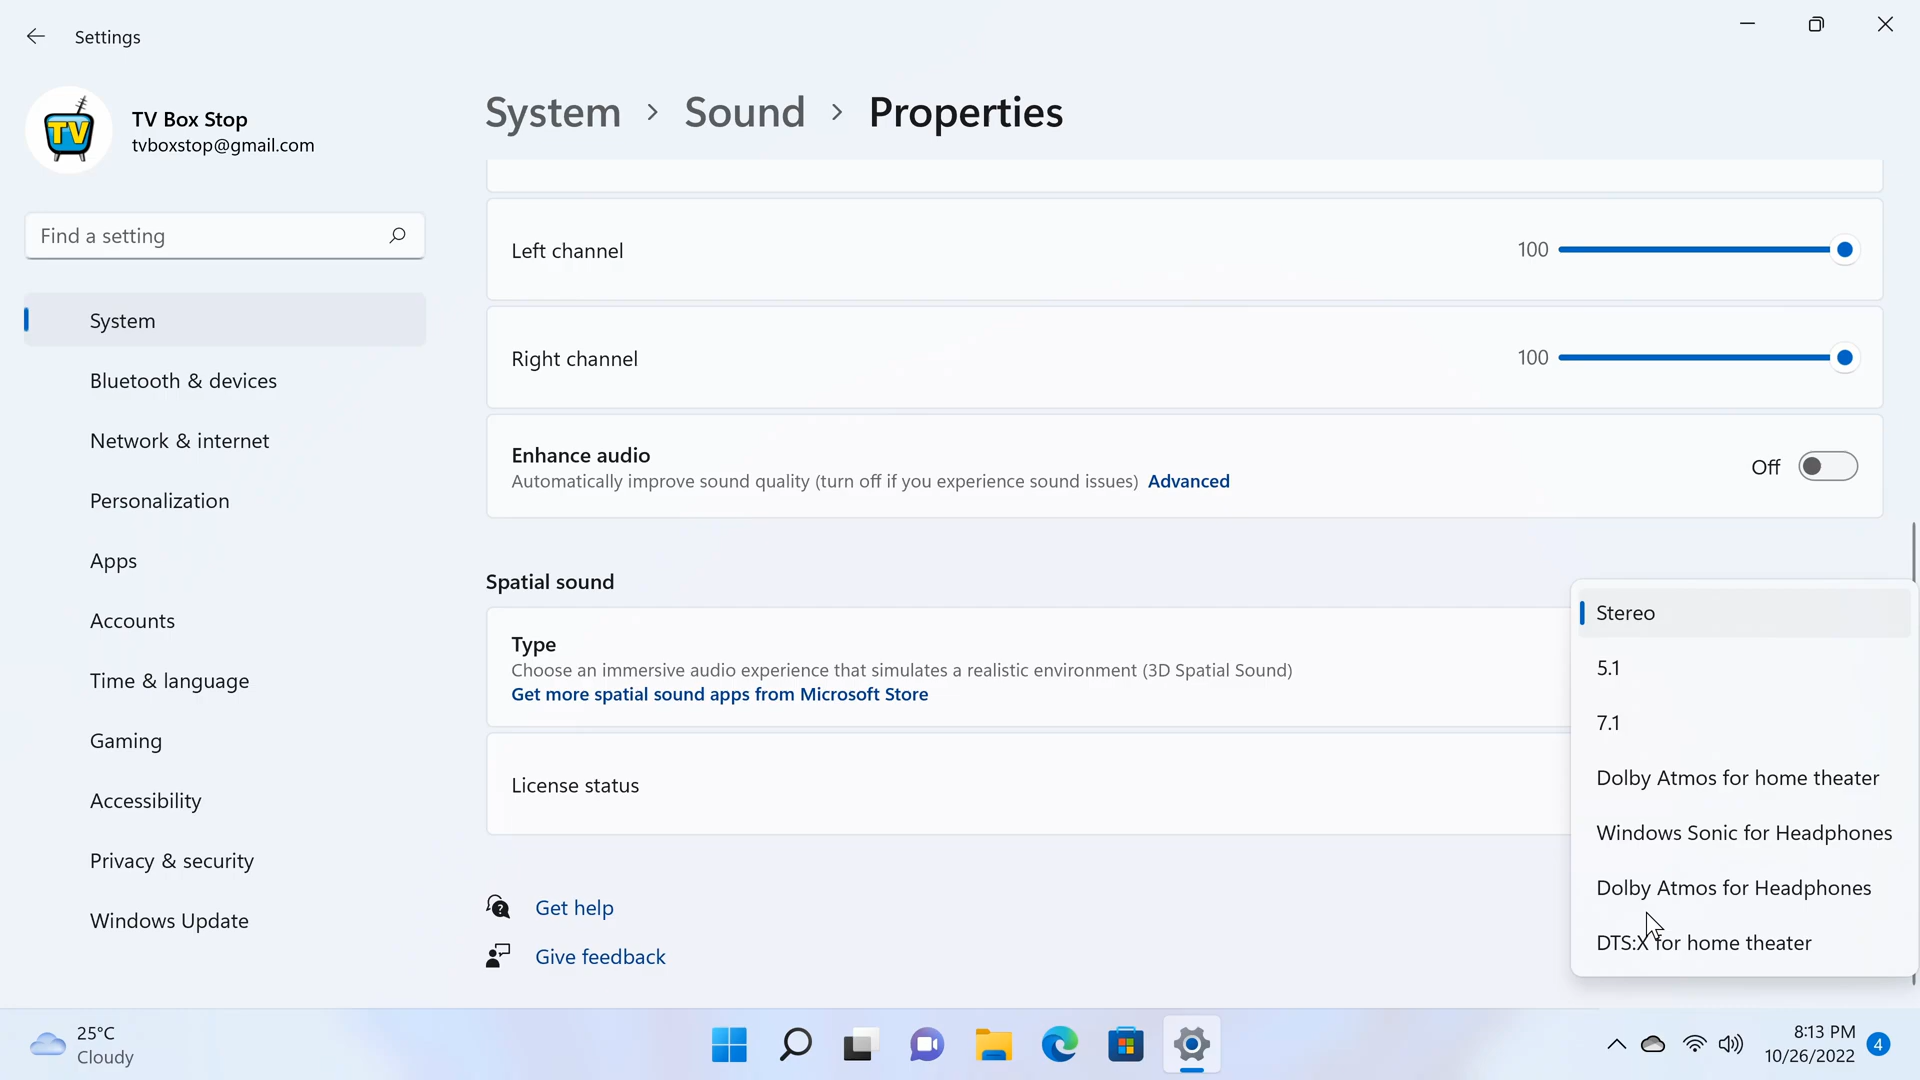 Settings
TV
TV Box Stop
tvboxstop@gmail.com
Find a setting
System
Bluetooth & devices
Network & internet
Personalization
Apps
Accounts
Time & language
Gaming
Accessibility
Privacy & security
Windows Update
System > Sound > Properties
Left channel
100
Right channel
100
Enhance audio
Automatically improve sound quality (turn off if you experience sound issues) Advanced
Off
Spatial sound
Type
Choose an immersive audio experience that simulates a realistic environment (3D Spatial Sound)
Get more spatial sound apps from Microsoft Store
License status
Stereo
5.1
7.1
Dolby Atmos for home theater
Windows Sonic for Headphones
Dolby Atmos for Headphones
DTS:X for home theater
Get help
Give feedback
25°C
Cloudy
8:13 PM
10/26/2022
4